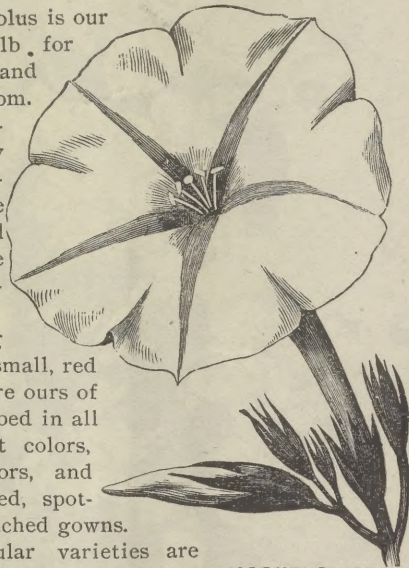 olus is our
lb for
and
om.
small, red
re ours of
ped in all
t colors,
ors, and
ed, spot-
ched gowns.
ular varieties are